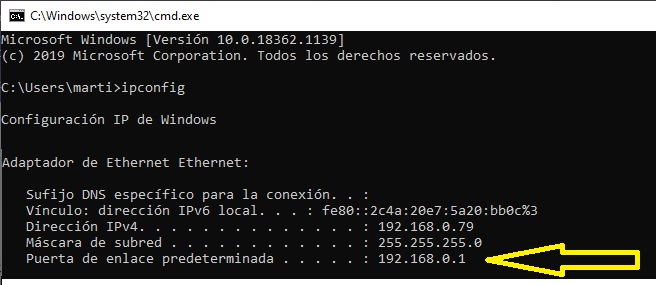 C:\Windows\system32\cmd.exe
Microsoft Windows [Versión 10.0.18362.1139]
(c) 2019 Microsoft Corporation. Todos los derechos reservados.
C:\Users\marti>ipconfig
Configuración IP de Windows
Adaptador de Ethernet Ethernet:
Sufijo DNS específico para la conexión. . :
Vínculo: dirección IPv6 local. . . : fe80::2c4a:20e7:5a20:bb0c%3
Dirección IPv4. . . . . . . . . . . . . . : 192.168.0.79
Máscara de subred . . . . . . . . . . . . : 255.255.255.0
Puerta de enlace predeterminada . . . . . : 192.168.0.1